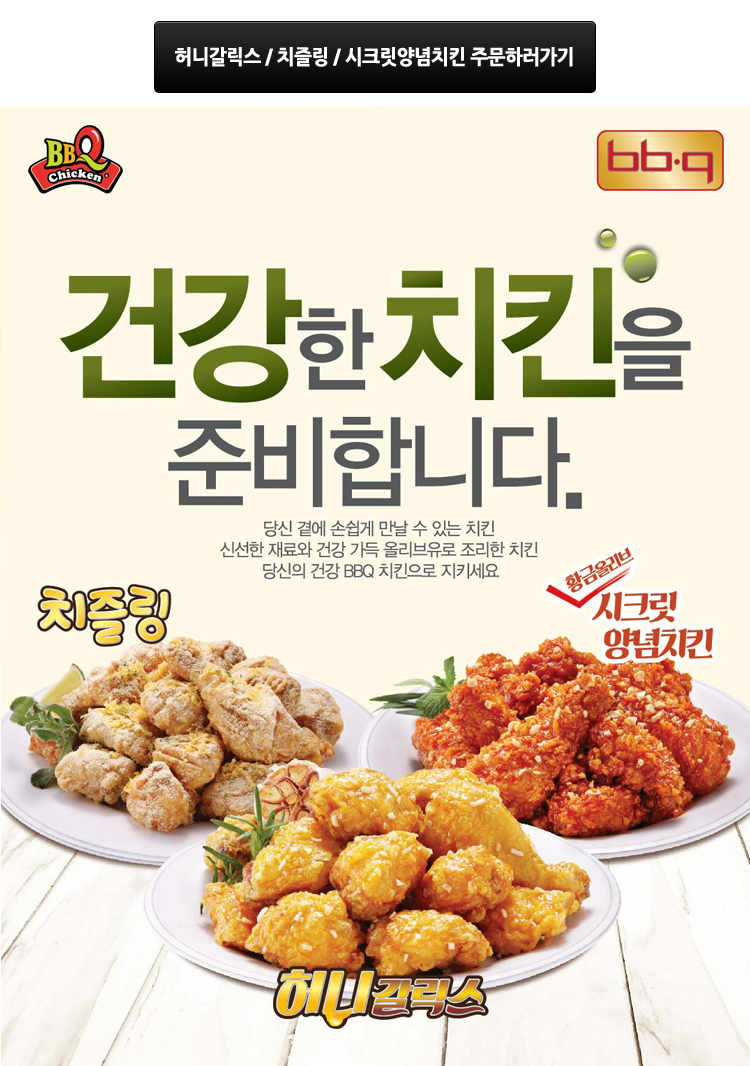 허니갈릭스 / 치즐링 / 시크릿양념치킨 주문하러가기
BBQ
Chicken
bb.q
건강한 치킨을
준비합니다.
당신 곁에 손쉽게 만날 수 있는 치킨
신선한 재료와 건강 가득 올리브유로 조리한 치킨
당신의 건강 BBQ 치킨으로 지키세요
치즐링
황금올리브
시크릿
양념치킨
허니갈릭스